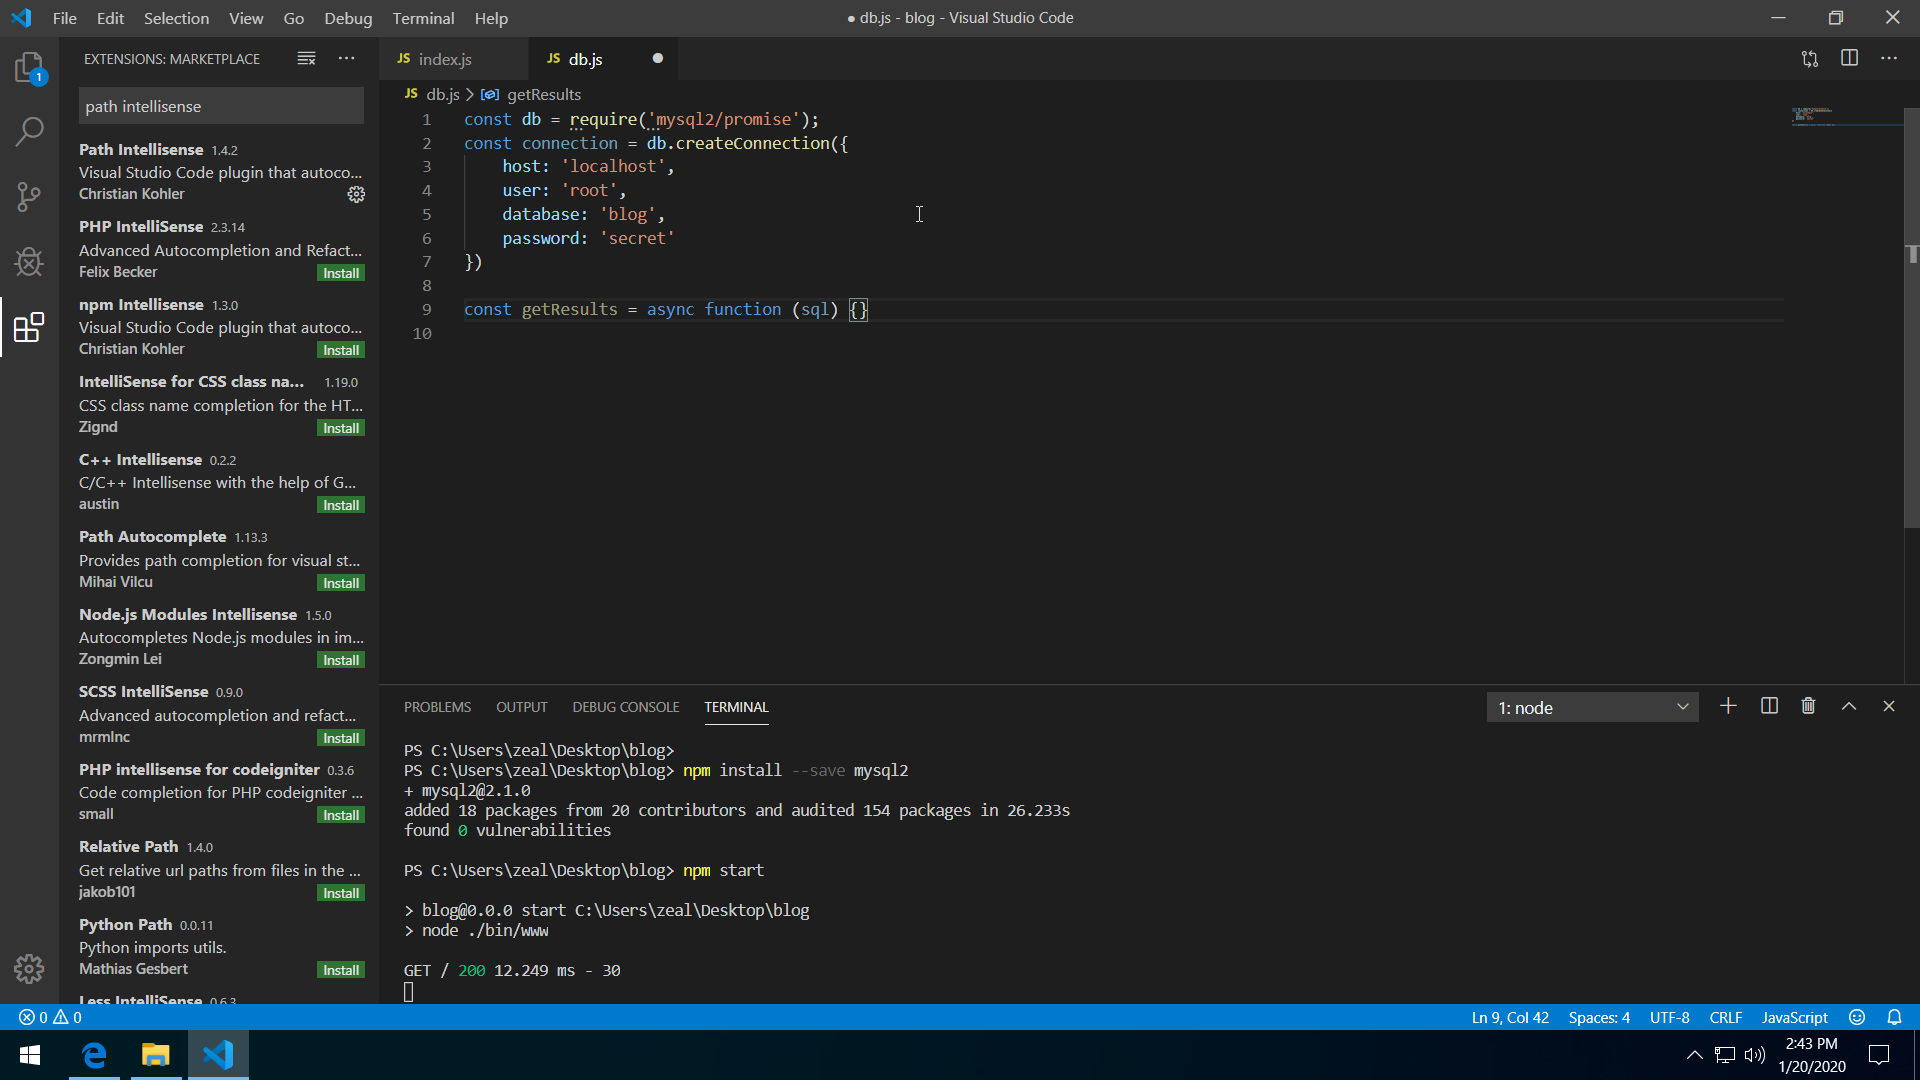 File Edit Selection View Go Debug Terminal Help
● db.js - blog - Visual Studio Code
EXTENSIONS: MARKETPLACE
path intellisense
Path Intellisense 1.4.2
Visual Studio Code plugin that autoco...
Christian Kohler
PHP IntelliSense 2.3.14
Advanced Autocompletion and Refact...
Felix Becker Install
npm Intellisense 1.3.0
Visual Studio Code plugin that autoco...
Christian Kohler Install
IntelliSense for CSS class na... 1.19.0
CSS class name completion for the HT...
Zignd Install
C++ Intellisense 0.2.2
C/C++ Intellisense with the help of G...
austin Install
Path Autocomplete 1.13.3
Provides path completion for visual st...
Mihai Vilcu Install
Node.js Modules Intellisense 1.5.0
Autocompletes Node.js modules in im...
Zongmin Lei Install
SCSS IntelliSense 0.9.0
Advanced autocompletion and refact...
mrmlnc Install
PHP intellisense for codeigniter 0.3.6
Code completion for PHP codeigniter ...
small Install
Relative Path 1.4.0
Get relative url paths from files in the ...
jakob101 Install
Python Path 0.0.11
Python imports utils.
Mathias Gesbert Install
Less IntelliSense 0.6.3
1
JS index.js
JS db.js
JS db.js > getResults
1 const db = require('mysql2/promise');
2 const connection = db.createConnection({
3 host: 'localhost',
4 user: 'root',
5 database: 'blog',
6 password: 'secret'
7 })
8
9 const getResults = async function (sql) {}
10
PROBLEMS OUTPUT DEBUG CONSOLE TERMINAL
1: node
PS C:\Users\zeal\Desktop\blog>
PS C:\Users\zeal\Desktop\blog> npm install --save mysql2
+ mysql2@2.1.0
added 18 packages from 20 contributors and audited 154 packages in 26.233s
found 0 vulnerabilities
PS C:\Users\zeal\Desktop\blog> npm start
> blog@0.0.0 start C:\Users\zeal\Desktop\blog
> node ./bin/www
GET / 200 12.249 ms - 30
0 0
Ln 9, Col 42 Spaces: 4 UTF-8 CRLF JavaScript
2:43 PM
1/20/2020